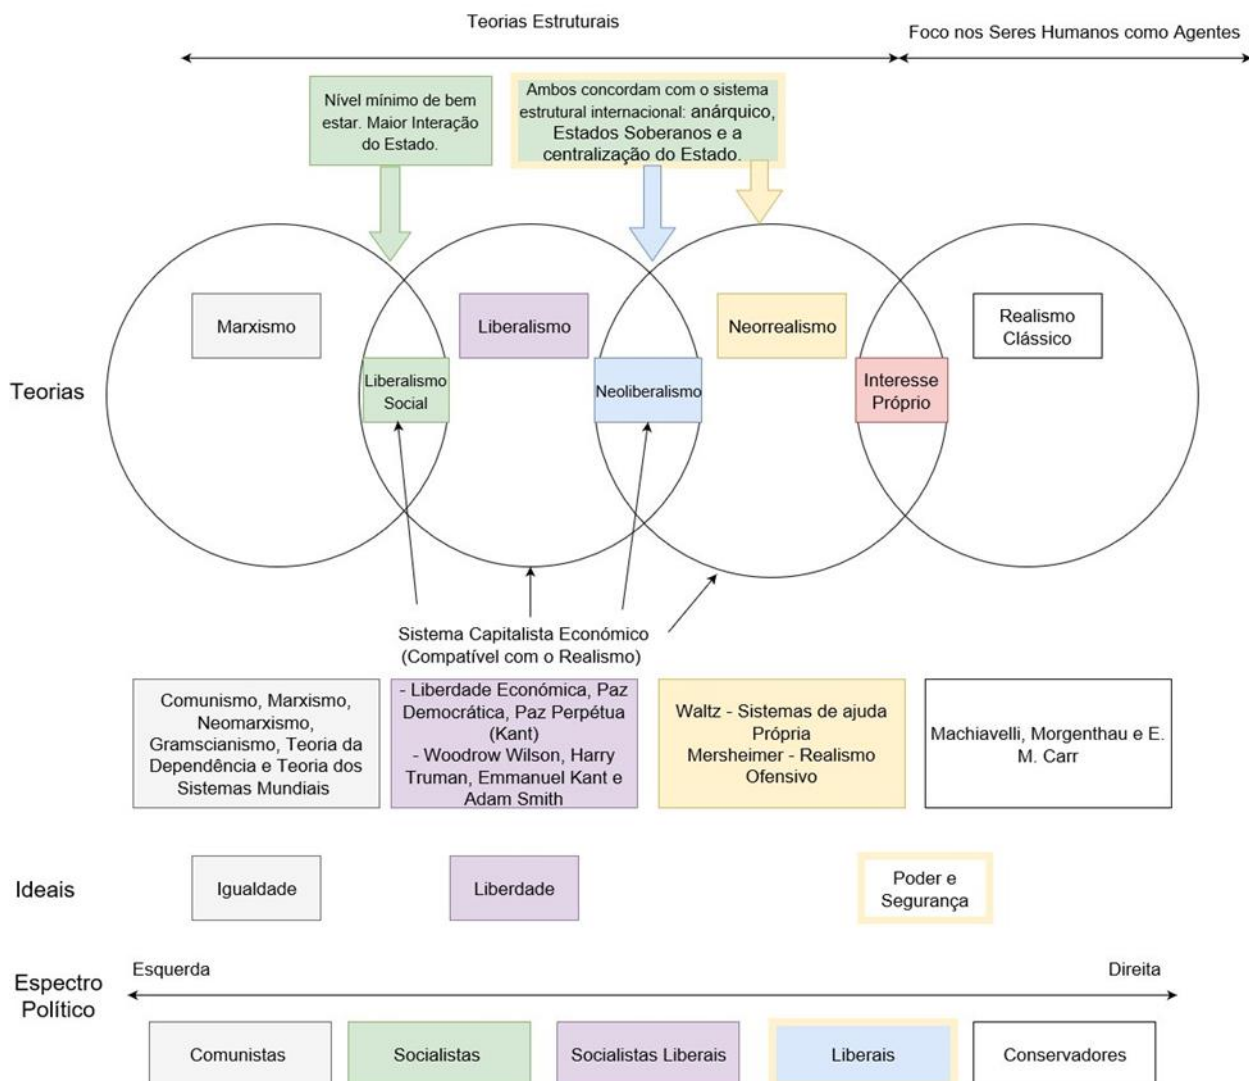 Teorias Estruturais
Foco nos Seres Humanos como Agentes
Nível mínimo de bem
estar. Maior Interação
do Estado.
Ambos concordam com o sistema
estrutural internacional: anárquico,
Estados Soberanos e a
centralização do Estado.
Teorias
Marxismo
Liberalismo
Neorrealismo
Realismo
Clássico
Liberalismo
Social
Neoliberalismo
Interesse
Próprio
Sistema Capitalista Económico
(Compatível com o Realismo)
Comunismo, Marxismo,
Neomarxismo,
Gramscianismo, Teoria da
Dependência e Teoria dos
Sistemas Mundiais
- Liberdade Económica, Paz
Democrática, Paz Perpétua
(Kant)
- Woodrow Wilson, Harry
Truman, Emmanuel Kant e
Adam Smith
Waltz - Sistemas de ajuda
Própria
Mersheimer - Realismo
Ofensivo
Machiavelli, Morgenthau e E.
M. Carr
Ideais
Igualdade
Liberdade
Poder e
Segurança
Espectro
Político
Esquerda
Direita
Comunistas
Socialistas
Socialistas Liberais
Liberais
Conservadores